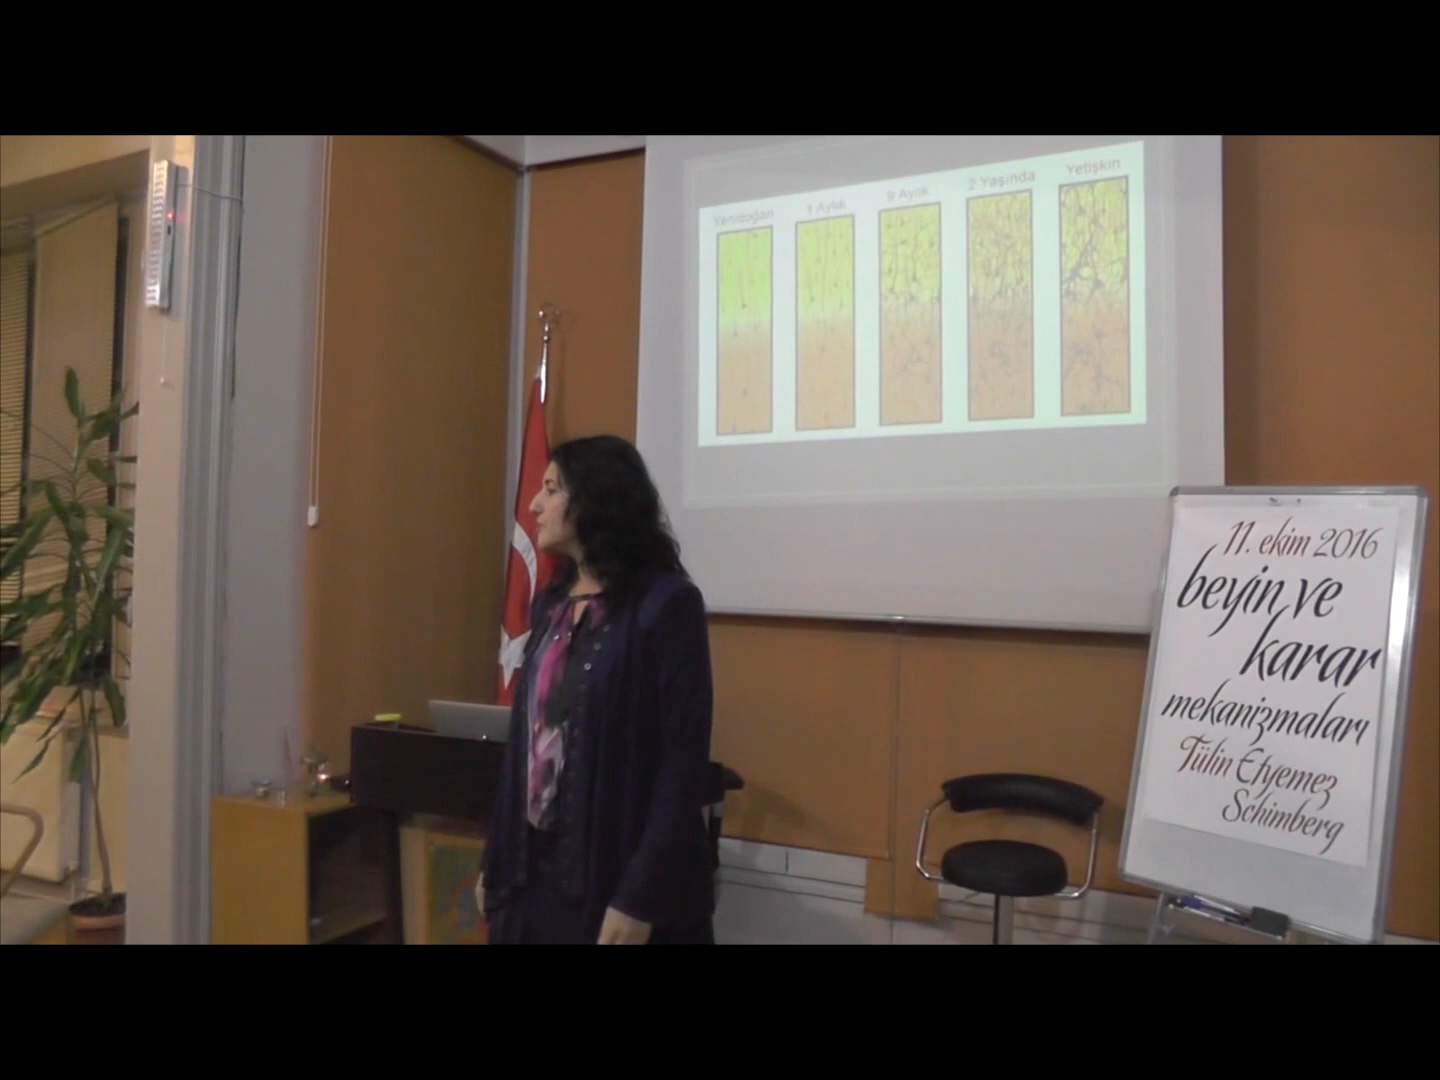 Yenidoğan
1 Aylık
9 Aylık
2 Yaşında
Yetişkin
11. ekim 2016
beyin ve
karar
mekanizmaları
Tülin Etyemez
Schimberg